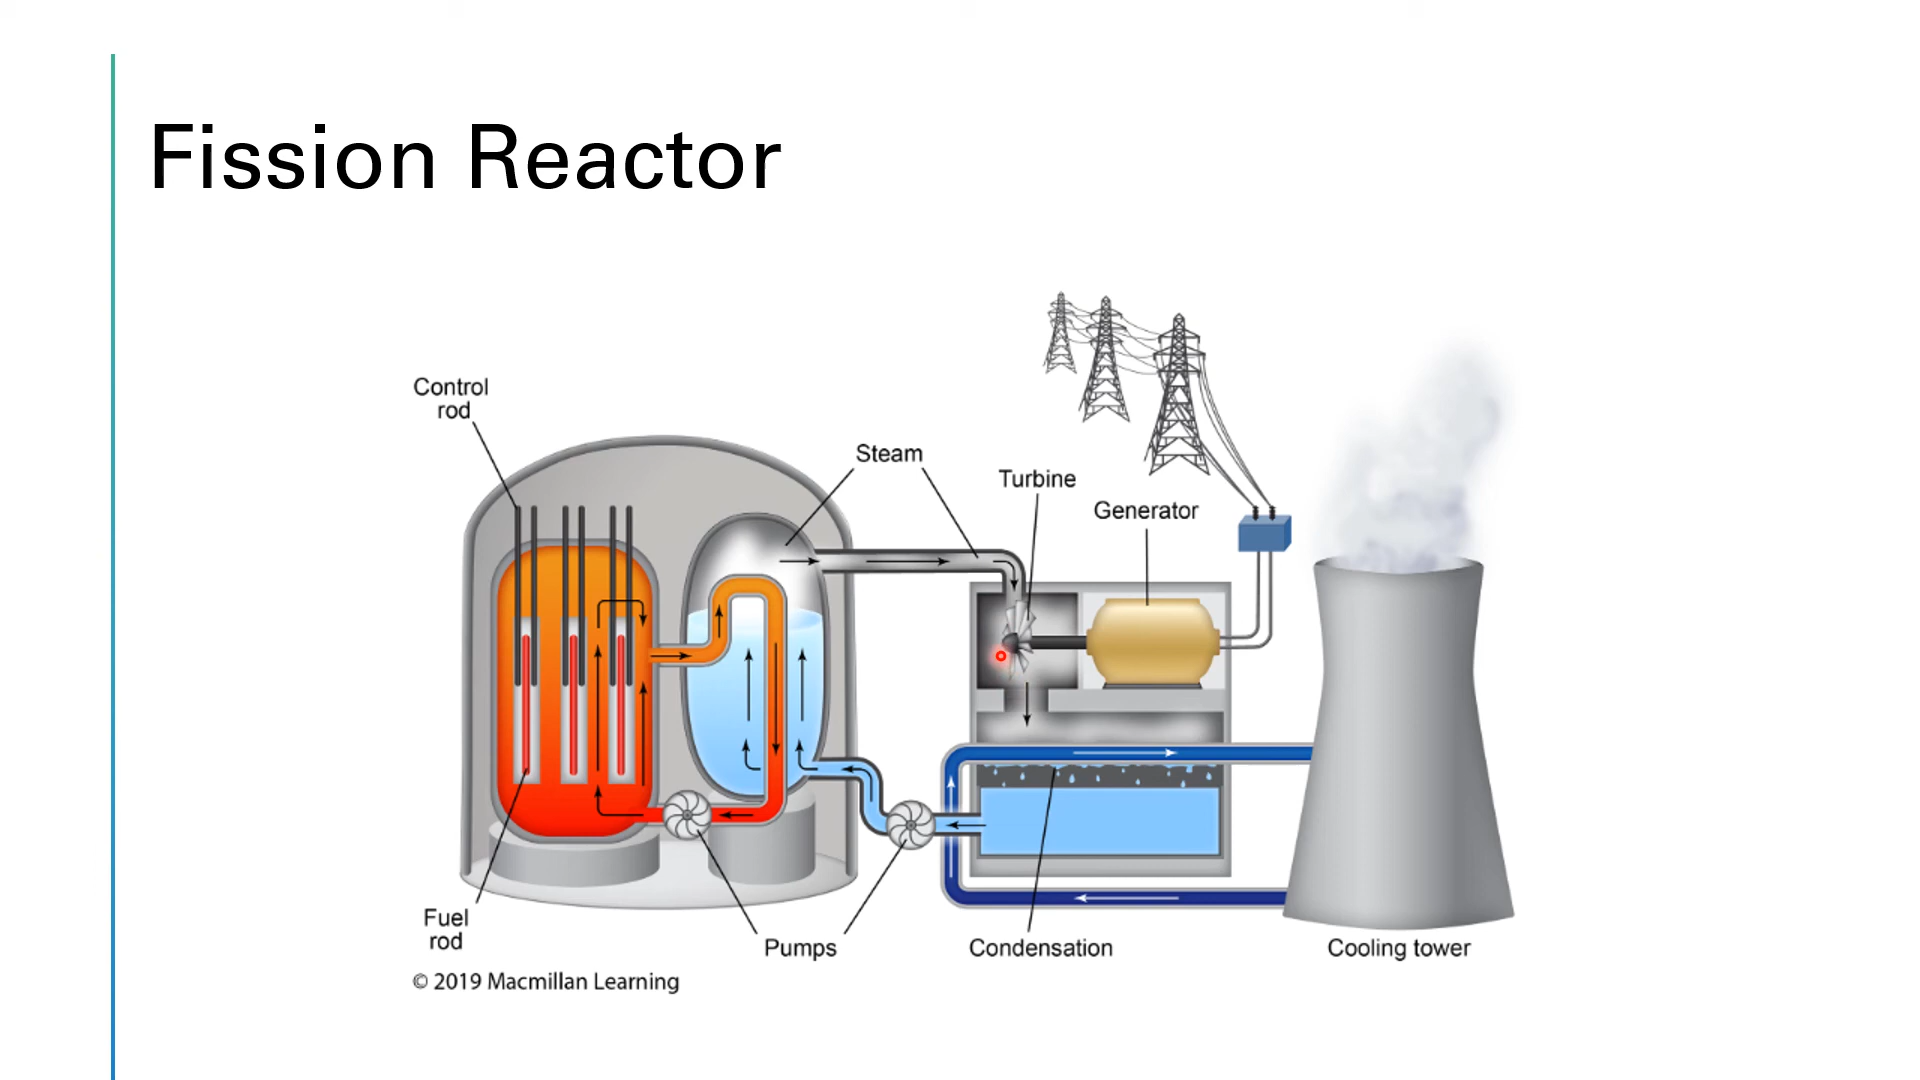 Fission Reactor
Control
rod
Steam
Turbine
Generator
Fuel
rod
Pumps
Condensation
Cooling tower
© 2019 Macmillan Learning